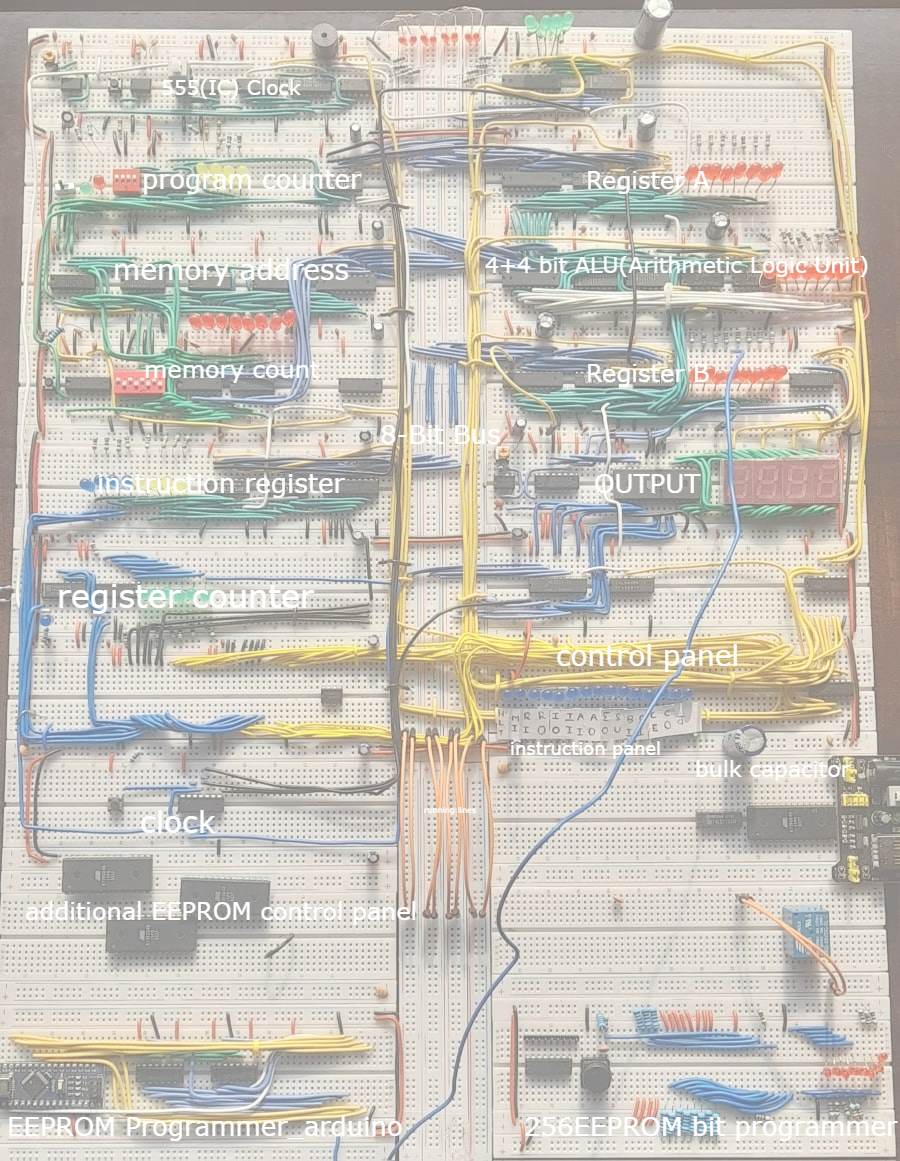 555(IC) Clock
program counter
Register A
memory address
4+4 bit ALU(Arithmetic Logic Unit)
memory count
Register B
8-Bit Bus
instruction register
OUTPUT
register counter
control panel
instruction panel
bulk capacitor
running lines
clock
additional EEPROM control panel
EEPROM Programmer_arduino
256EEPROM bit programmer